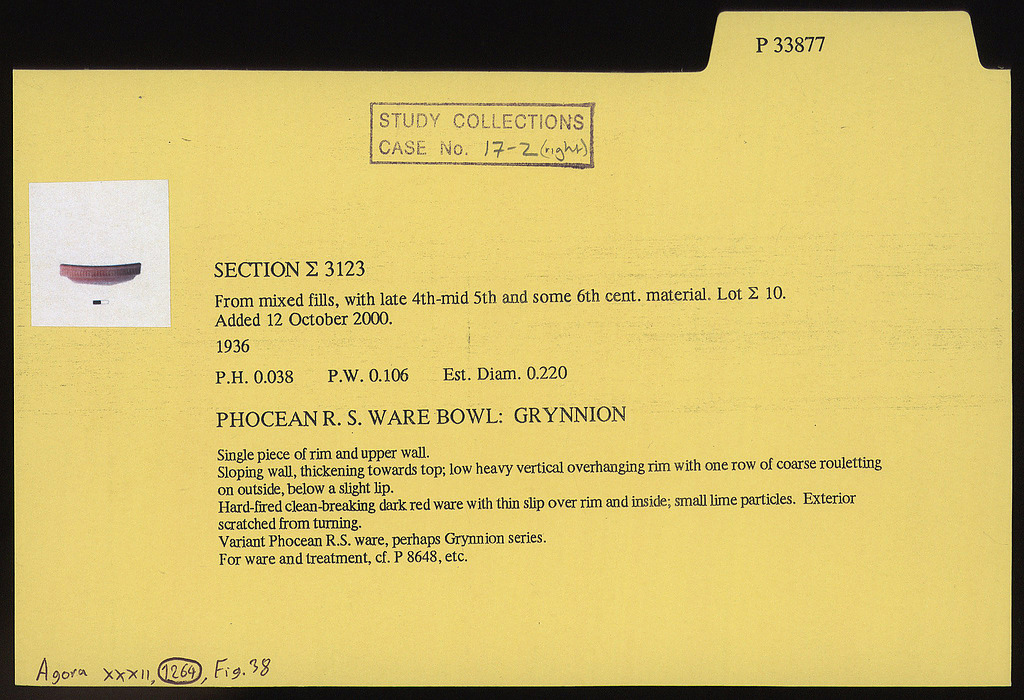 P 33877
STUDY COLLECTIONS
CASE No. 17-2 (right)
SECTION Σ 3123
From mixed fills, with late 4th-mid 5th and some 6th cent. material. Lot Σ 10.
Added 12 October 2000.
1936
P.H. 0.038 P.W. 0.106 Est. Diam. 0.220
PHOCEAN R. S. WARE BOWL: GRYNNION
Single piece of rim and upper wall.
Sloping wall, thickening towards top; low heavy vertical overhanging rim with one row of coarse rouletting
on outside, below a slight lip.
Hard-fired clean-breaking dark red ware with thin slip over rim and inside; small lime particles. Exterior
scratched from turning.
Variant Phocean R.S. ware, perhaps Grynnion series.
For ware and treatment, cf. P 8648, etc.
Agora XXXII, 1264, Fig. 38